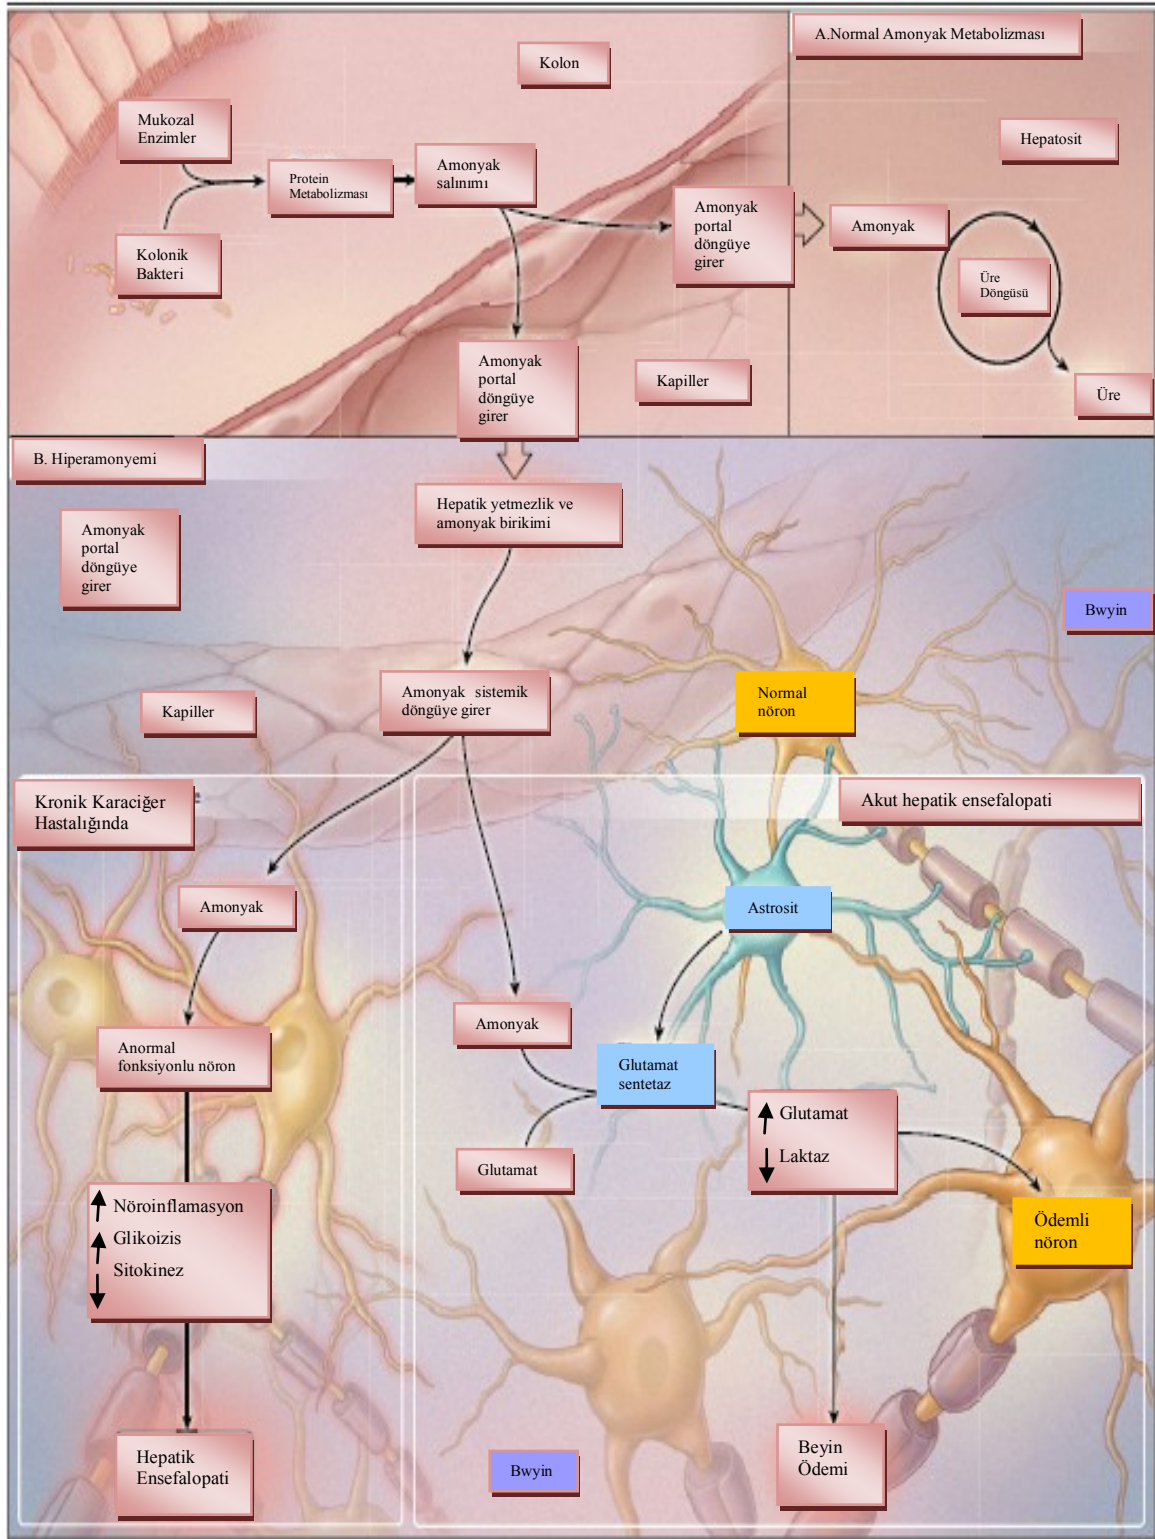 A.Normal Amonyak Metabolizması
Kolon
Mukozal
Enzimler
Hepatosit
Protein
Metabolizması
Amonyak
salınımı
Amonyak
portal
döngüye
girer
Amonyak
Kolonik
Bakteri
Üre
Döngüsü
Amonyak
portal
döngüye
girer
Kapiller
Üre
B. Hiperamonyemi
Hepatik yetmezlik ve
amonyak birikimi
Amonyak
portal
döngüye
girer
Bwyin
Kapiller
Amonyak sistemik
döngüye girer
Normal
nöron
Kronik Karaciğer
Hastalığında
Akut hepatik ensefalopati
Amonyak
Astrosit
Amonyak
Anormal
fonksiyonlu nöron
Glutamat
sentetaz
Glutamat
Laktaz
Glutamat
Nöroinflamasyon
Glikoizis
Sitokinez
Ödemli
nöron
Hepatik
Ensefalopati
Bwyin
Beyin
Ödemi